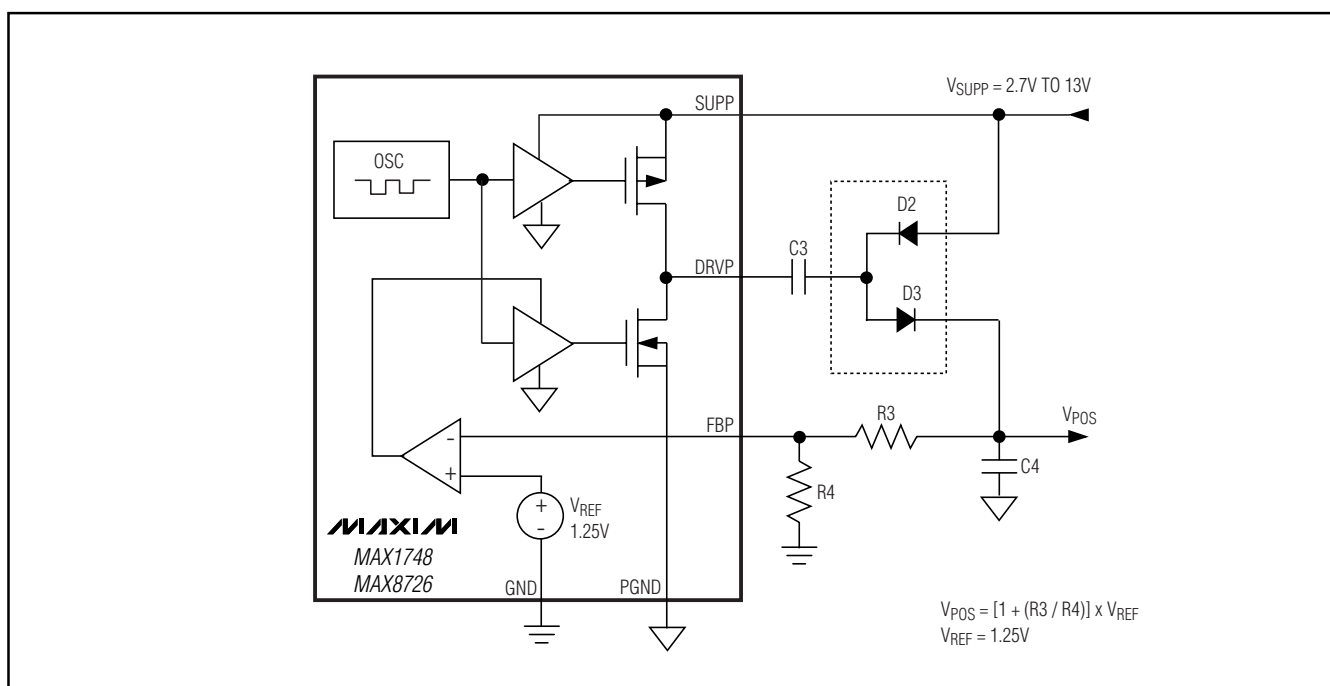 V_SUPP = 2.7V TO 13V
SUPP
OSC
D2
C3
DRVP
D3
FBP
R3
V_POS
-
+
R4
C4
+
-
V_REF
1.25V
MAXIM
MAX1748
MAX8726
GND
PGND
V_POS = [1 + (R3 / R4)] x V_REF
V_REF = 1.25V